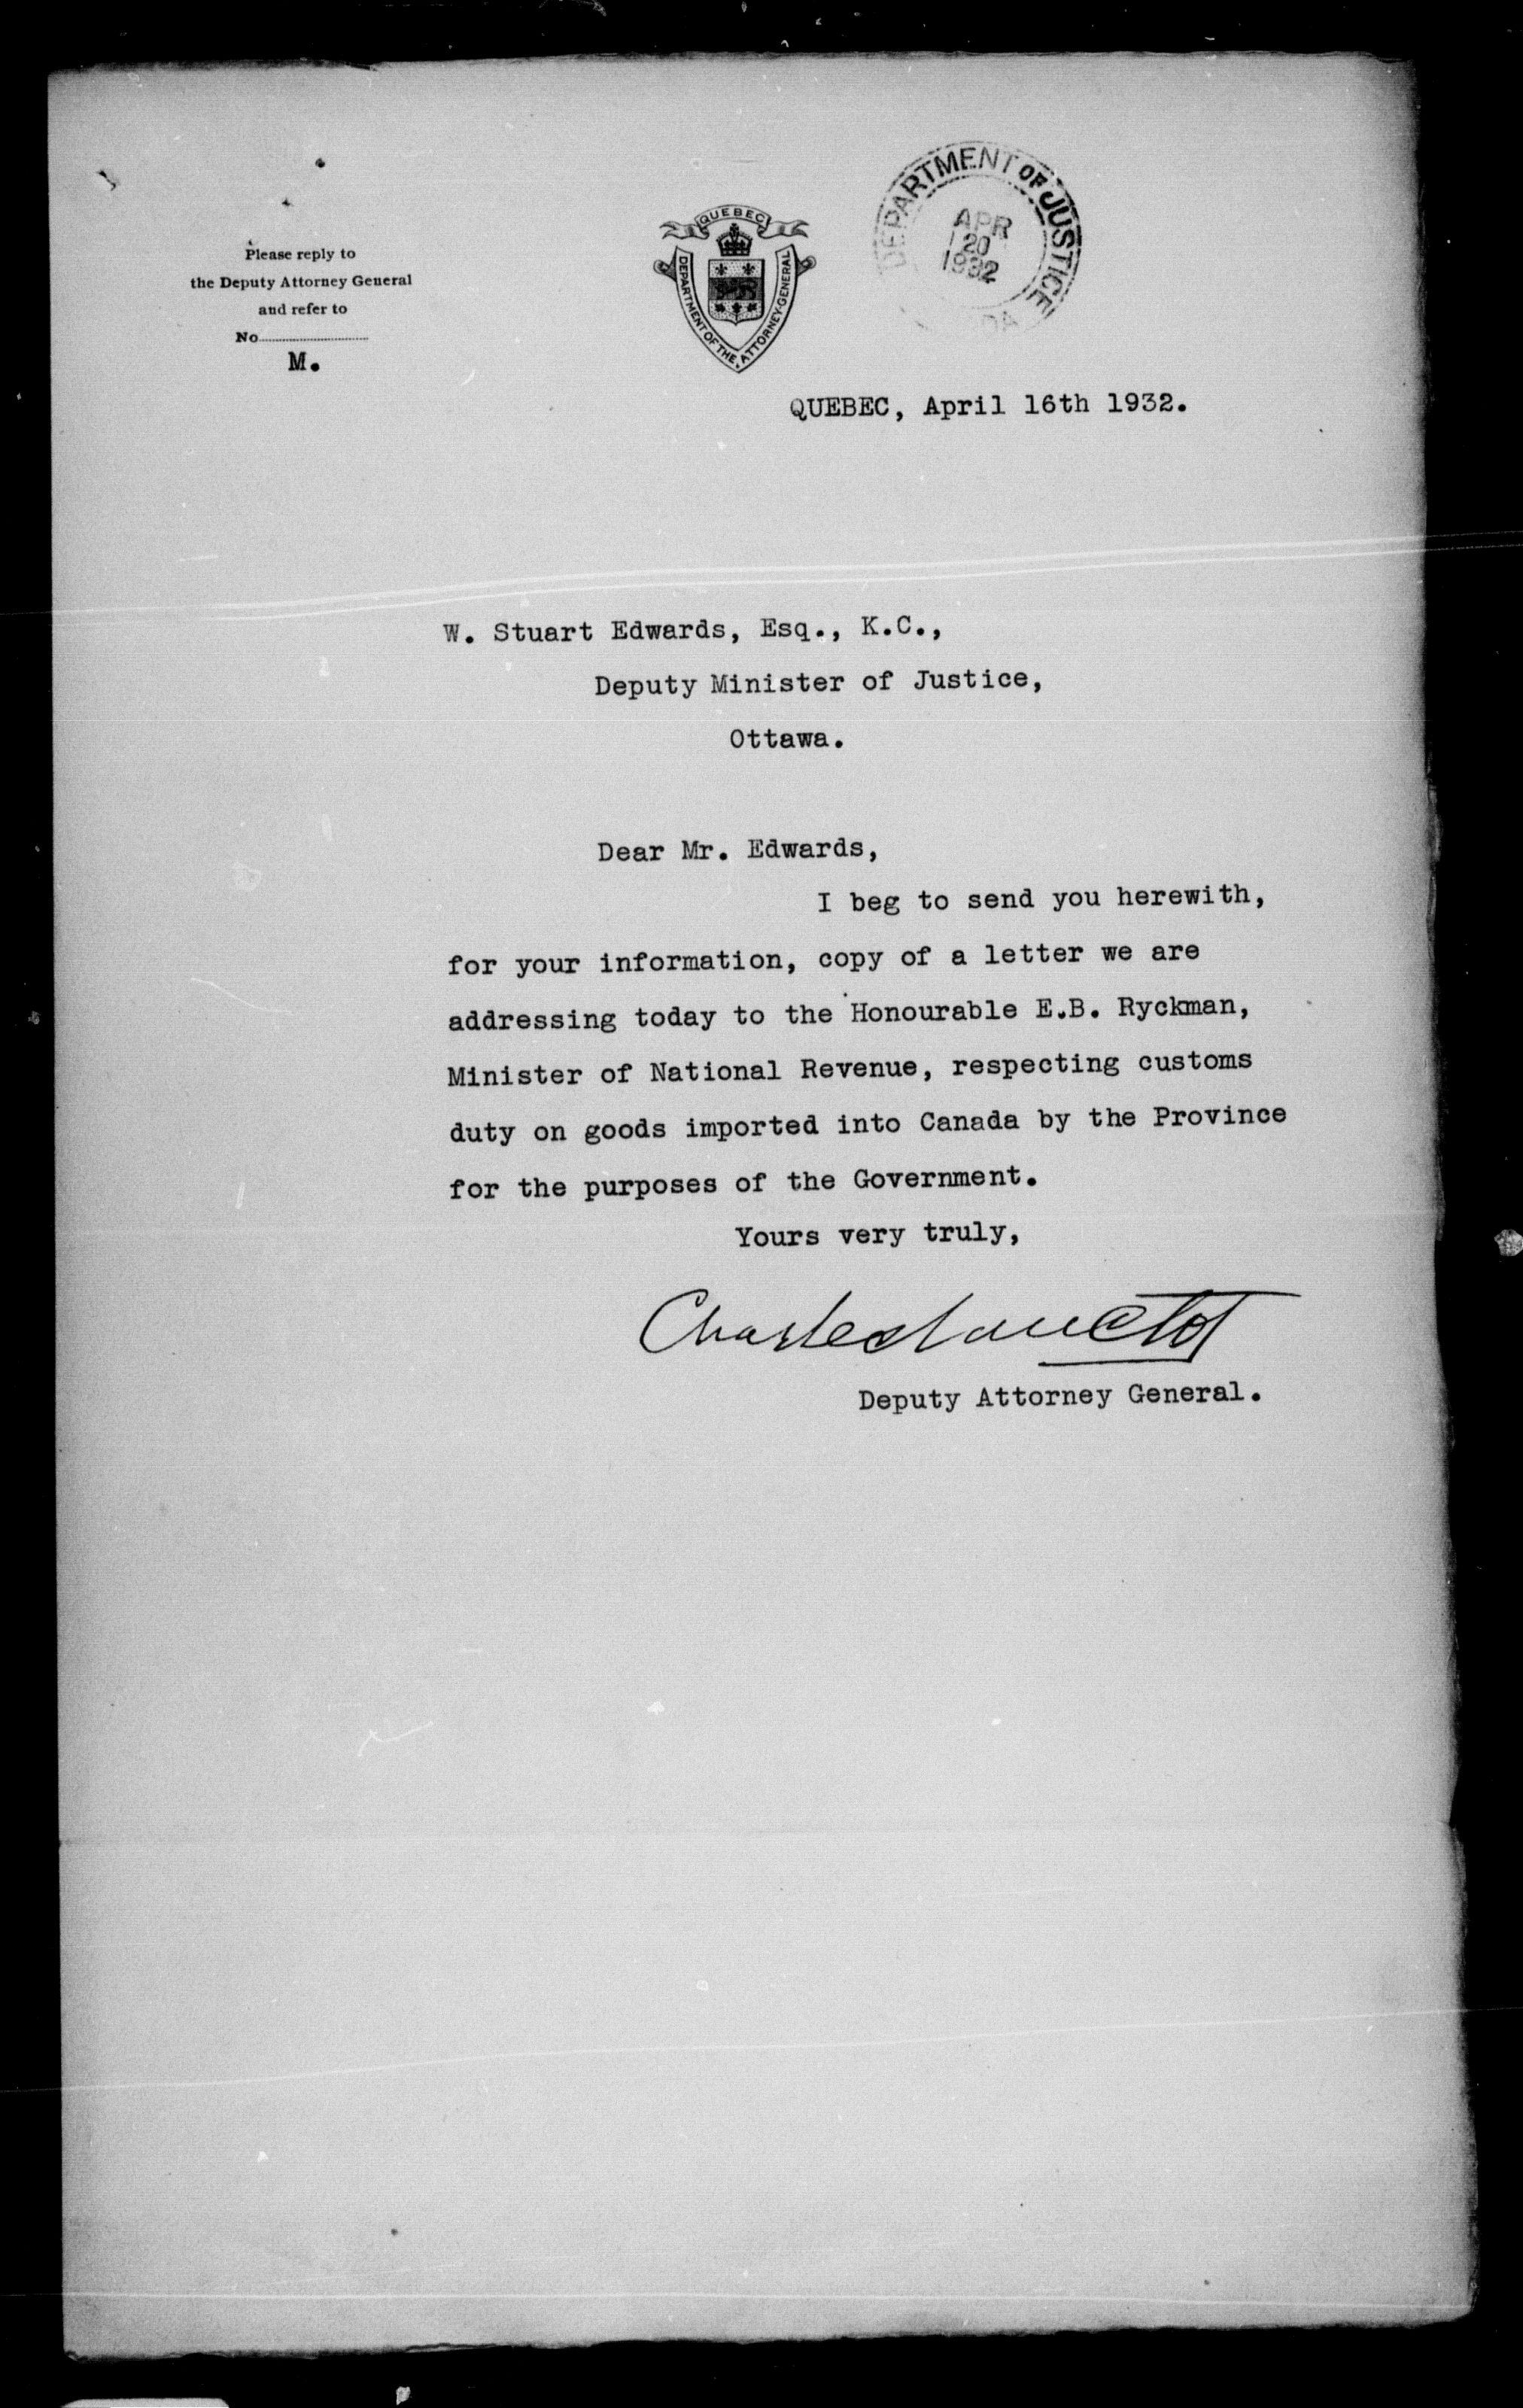 Please reply to
the Deputy Attorney General
and refer to
No
M.
QUEBEC
DEPARTMENT OF THE ATTORNEY-GENERAL
DEPARTMENT OF JUSTICE
APR
20
1932
QUEBEC, April 16th 1932.
W. Stuart Edwards, Esq., K.C.,
Deputy Minister of Justice,
Ottawa.
Dear Mr. Edwards,
I beg to send you herewith,
for your information, copy of a letter we are
addressing today to the Honourable E.B. Ryckman,
Minister of National Revenue, respecting customs
duty on goods imported into Canada by the Province
for the purposes of the Government.
Yours very truly,
Charles Lanctot
Deputy Attorney General.